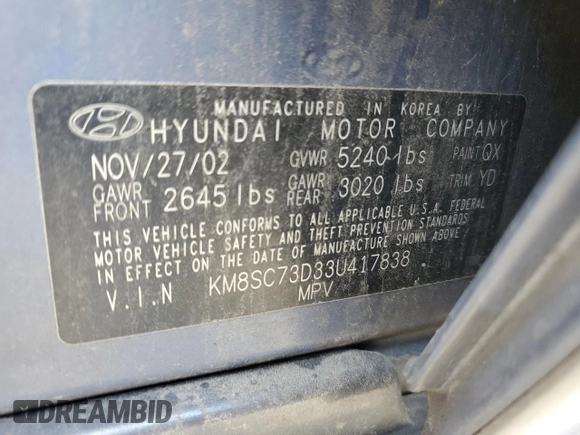 MANUFACTURED IN KOREA BY
HYUNDAI MOTOR COMPANY
NOV/27/02 GVWR 5240 lbs PAINT QX
GAWR FRONT 2645 lbs GAWR REAR 3020 lbs TRIM YD
THIS VEHICLE CONFORMS TO ALL APPLICABLE U.S.A. FEDERAL
MOTOR VEHICLE SAFETY AND THEFT PREVENTION STANDARDS
IN EFFECT ON THE DATE OF MANUFACTURE SHOWN ABOVE.
V.I.N KM8SC73D33U417838
MPV
DREAMBID